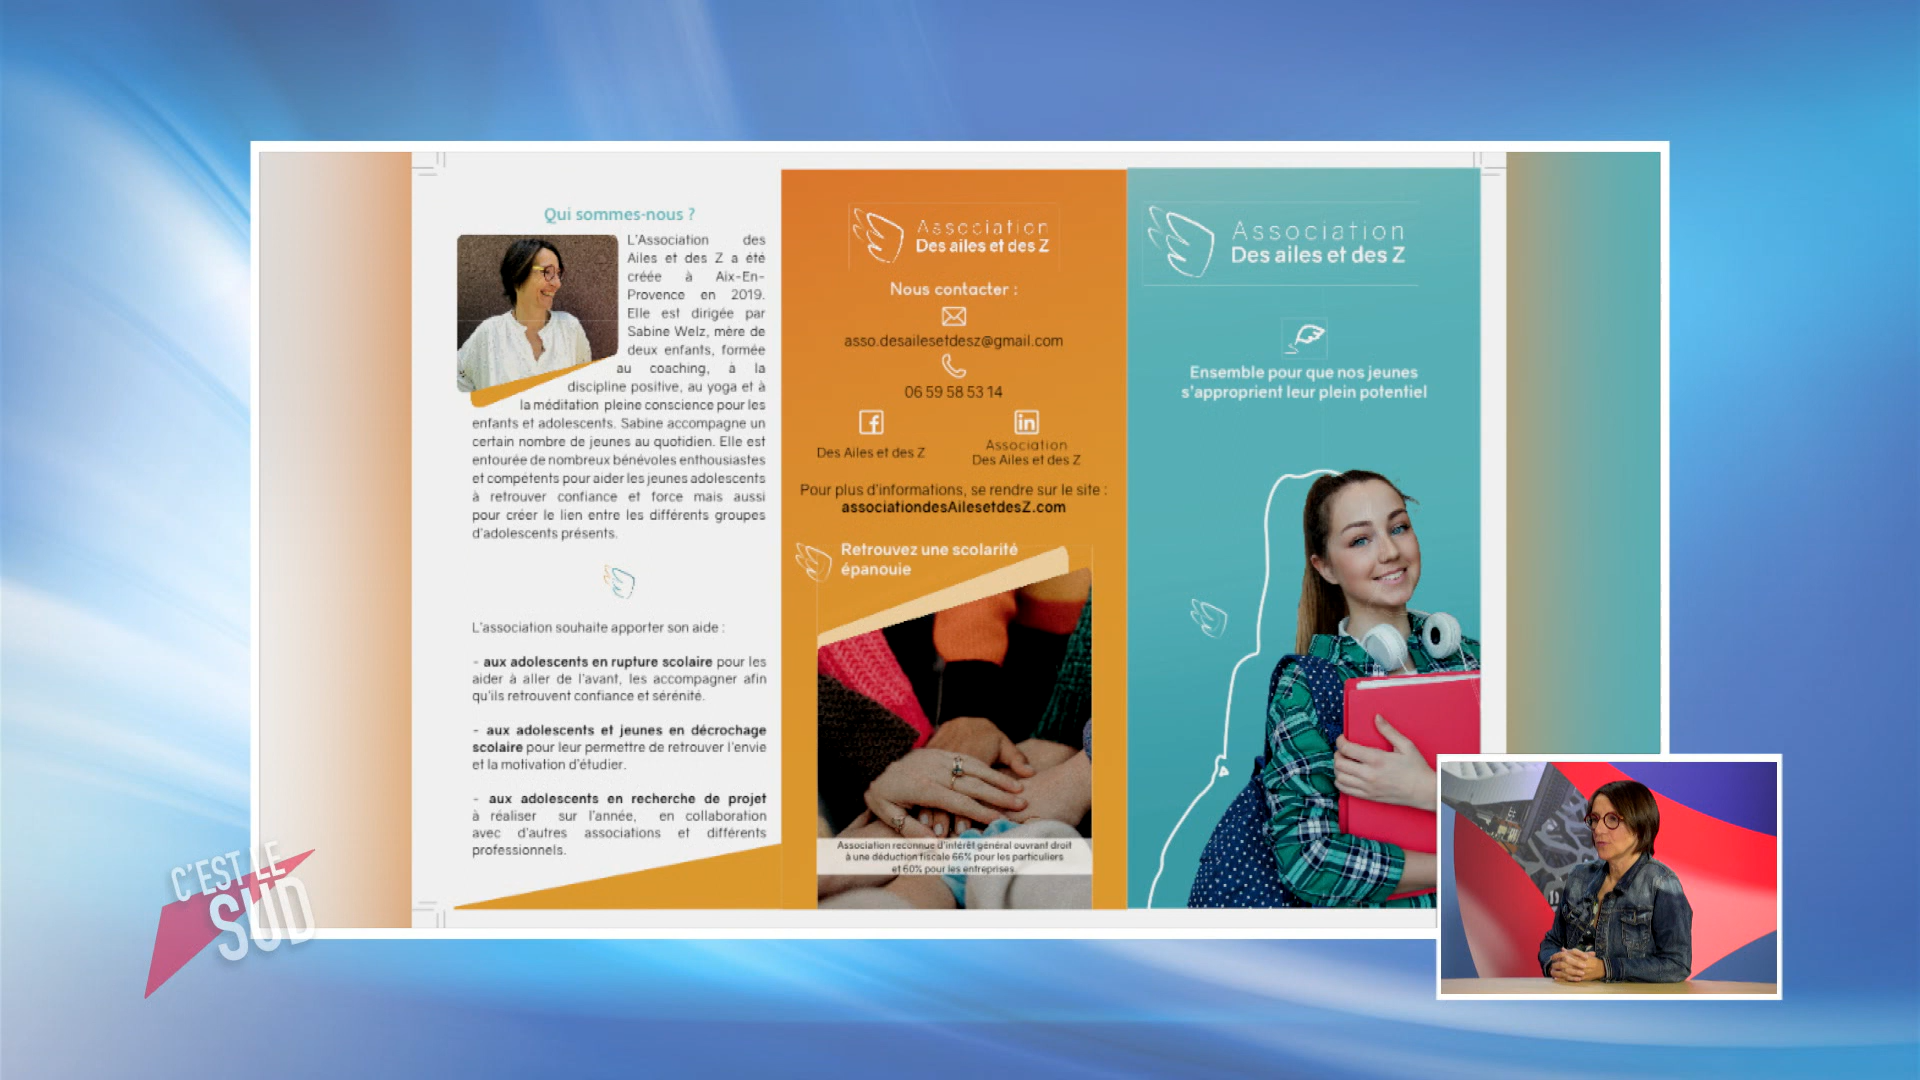 Qui sommes-nous ?
L'Association des
Ailes et des Z a été
créée à Aix-En-
Provence en 2019.
Elle est dirigée par
Sabine Welz, mère de
deux enfants, formée
au coaching, à la
discipline positive, au yoga et à
la méditation pleine conscience pour les
enfants et adolescents. Sabine accompagne un
certain nombre de jeunes au quotidien. Elle est
entourée de nombreux bénévoles enthousiastes
et compétents pour aider les jeunes adolescents
à retrouver confiance et force mais aussi
pour créer le lien entre les différents groupes
d'adolescents présents.
L'association souhaite apporter son aide :
- aux adolescents en rupture scolaire pour les
aider à aller de l'avant, les accompagner afin
qu'ils retrouvent confiance et sérénité.
- aux adolescents et jeunes en décrochage
scolaire pour leur permettre de retrouver l'envie
et la motivation d'étudier.
- aux adolescents en recherche de projet
à réaliser sur l'année, en collaboration
avec d'autres associations et différents
professionnels.
Association
Des ailes et des Z
Nous contacter :
asso.desailesetdesz@gmail.com
06 59 58 53 14
Des Ailes et des Z
Association
Des Ailes et des Z
Pour plus d'informations, se rendre sur le site :
associationdesAilesetdesZ.com
Retrouvez une scolarité
épanouie
Association reconnue d'intérêt général ouvrant droit
à une déduction fiscale 66% pour les particuliers
et 60% pour les entreprises.
Association
Des ailes et des Z
Ensemble pour que nos jeunes
s'approprient leur plein potentiel
C'EST LE
SUD